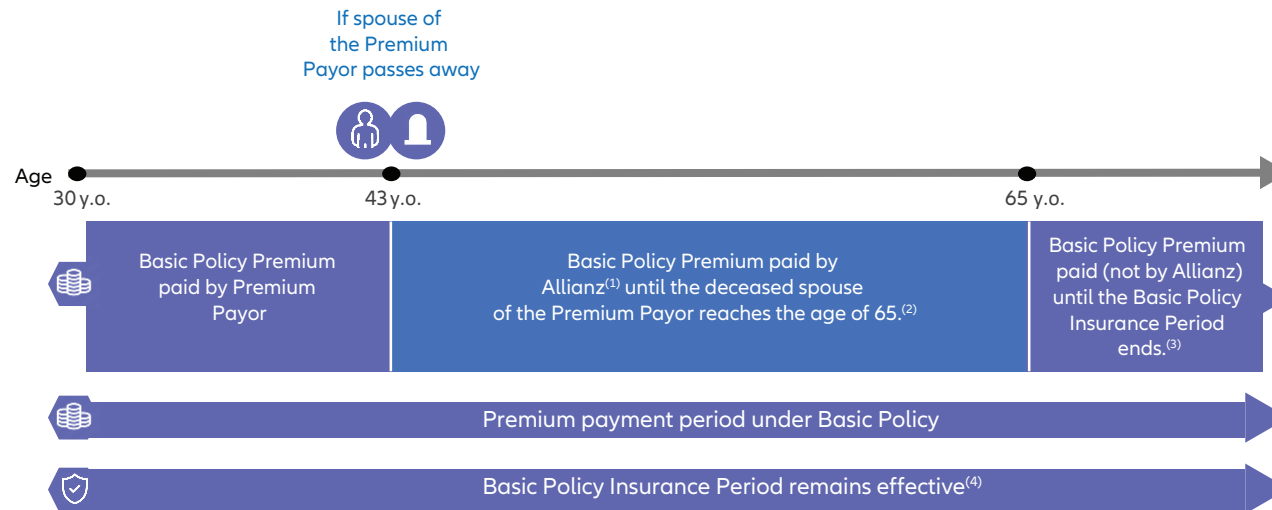 If spouse of
the Premium
Payor passes away
Age
30 y.o.
43 y.o.
65 y.o.
Basic Policy Premium
paid by Premium
Payor
Basic Policy Premium paid by
Allianz(1) until the deceased spouse
of the Premium Payor reaches the age of 65.(2)
Basic Policy Premium
paid (not by Allianz)
until the Basic Policy
Insurance Period
ends.(3)
Premium payment period under Basic Policy
Basic Policy Insurance Period remains effective(4)